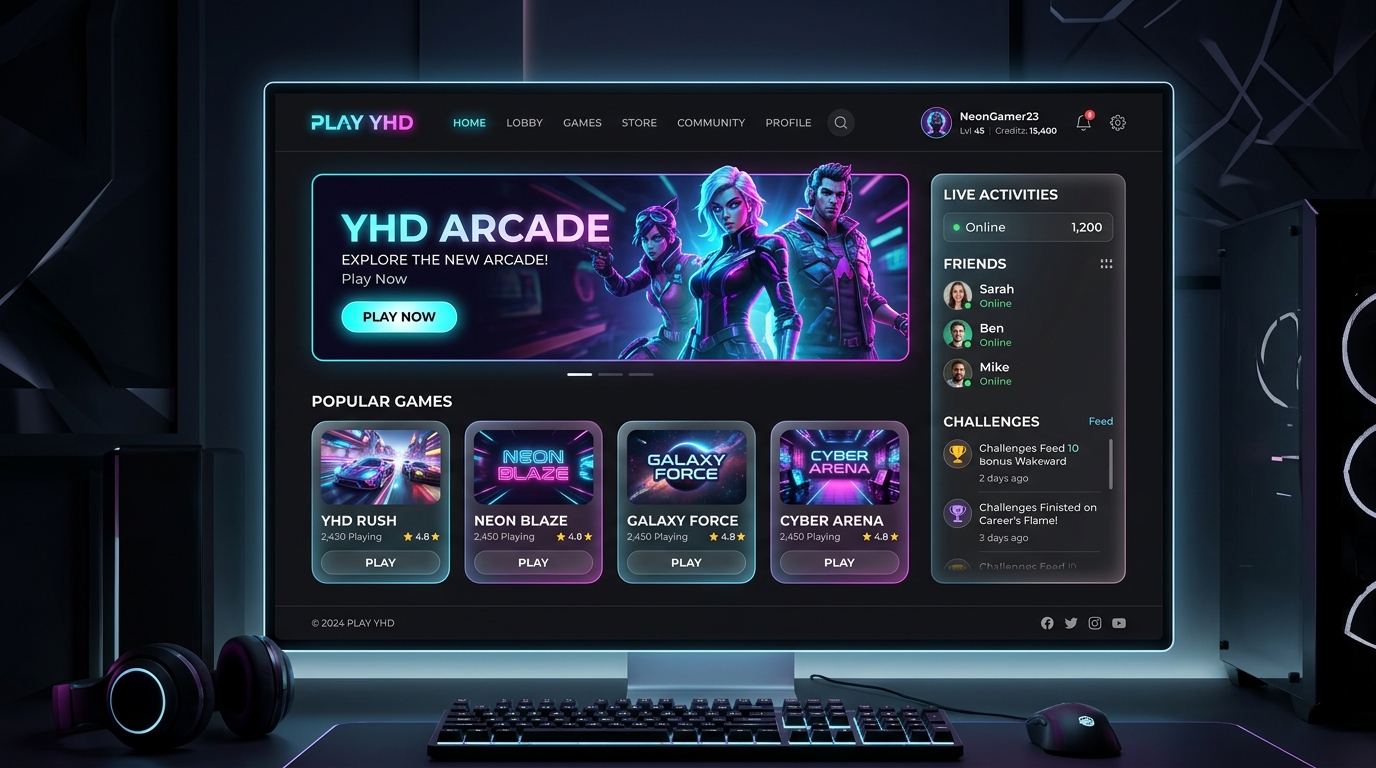 PLAY YHD
HOME
LOBBY
GAMES
STORE
COMMUNITY
PROFILE
NeonGamer23
Lvl 45 | Creditz: 15,400
YHD ARCADE
EXPLORE THE NEW ARCADE!
Play Now
PLAY NOW
LIVE ACTIVITIES
Online 1,200
FRIENDS
Sarah
Online
Ben
Online
Mike
Online
CHALLENGES Feed
Challenges Feed 10
Bonus Wakeward
2 days ago
Challenges Finisted on
Career's Flame!
3 days ago
Challenges Feed
POPULAR GAMES
YHD RUSH
2,430 Playing ★ 4.8 ★
PLAY
NEON
BLAZE
NEON BLAZE
2,450 Playing ★ 4.0 ★
PLAY
GALAXY
FORCE
GALAXY FORCE
2,450 Playing ★ 4.8 ★
PLAY
CYBER
ARENA
CYBER ARENA
2,450 Playing ★ 4.8 ★
PLAY
© 2024 PLAY YHD